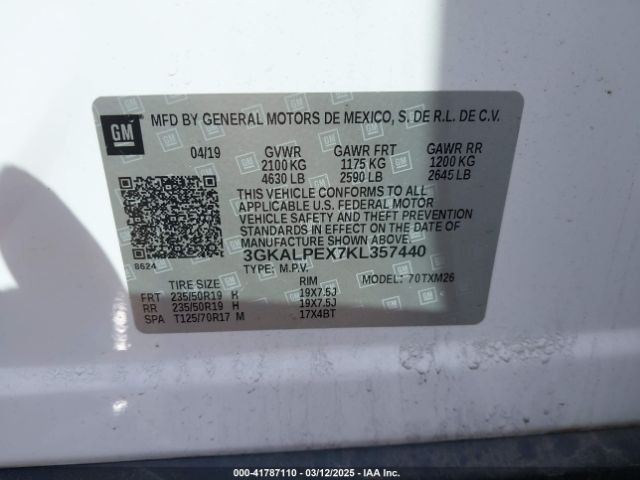 GM
MFD BY GENERAL MOTORS DE MEXICO, S. DE R.L. DE C.V.
04/19 GVWR GAWR FRT GAWR RR
2100 KG 1175 KG 1200 KG
4630 LB 2590 LB 2645 LB
THIS VEHICLE CONFORMS TO ALL
APPLICABLE U.S. FEDERAL MOTOR
VEHICLE SAFETY AND THEFT PREVENTION
STANDARDS IN EFFECT ON THE DATE OF
MANUFACTURE SHOWN ABOVE.
3GKALPEX7KL357440
8624 TYPE: M.P.V. MODEL: 70TXM26
TIRE SIZE RIM
FRT 235/50R19 H 19X7.5J
RR 235/50R19 H 19X7.5J
SPA T125/70R17 M 17X4BT
000-41787110 - 03/12/2025 - IAA Inc.